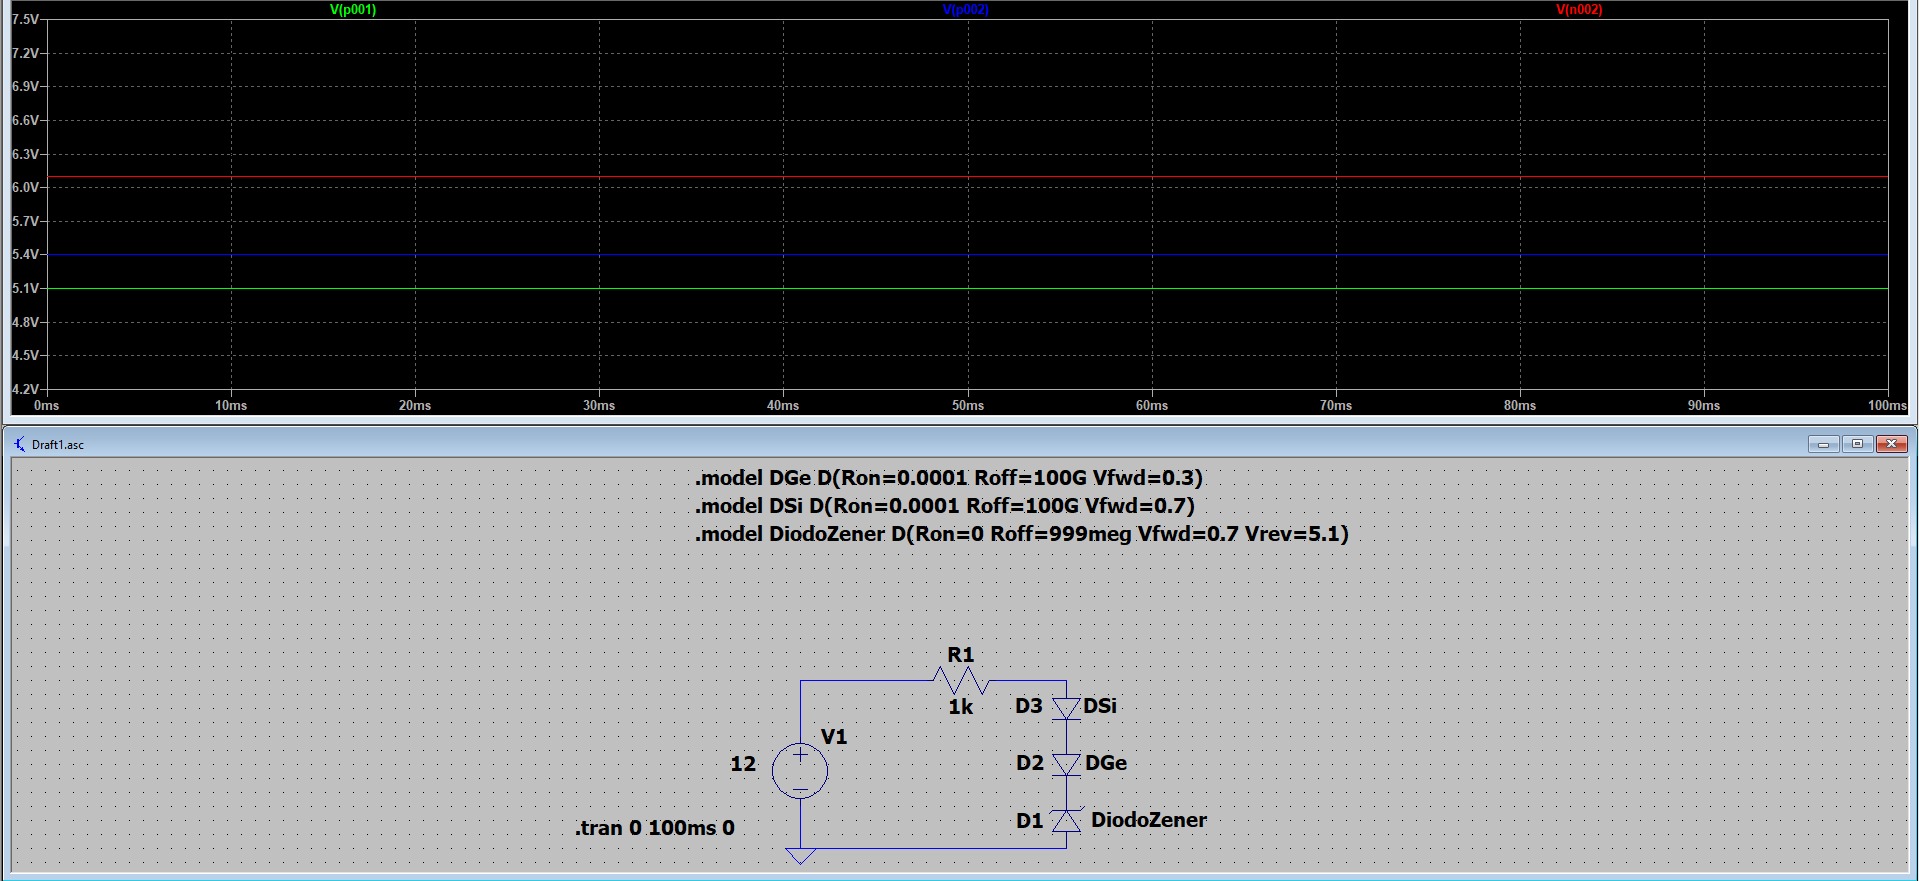 V(p001) V(p002) V(n002)
7.5V
7.2V
6.9V
6.6V
6.3V
6.0V
5.7V
5.4V
5.1V
4.8V
4.5V
4.2V
0ms 10ms 20ms 30ms 40ms 50ms 60ms 70ms 80ms 90ms 100ms
Draft1.asc
.model DGe D(Ron=0.0001 Roff=100G Vfwd=0.3)
.model DSi D(Ron=0.0001 Roff=100G Vfwd=0.7)
.model DiodoZener D(Ron=0 Roff=999meg Vfwd=0.7 Vrev=5.1)
R1
1k
D3 DSi
V1
12
D2 DGe
D1 DiodoZener
.tran 0 100ms 0